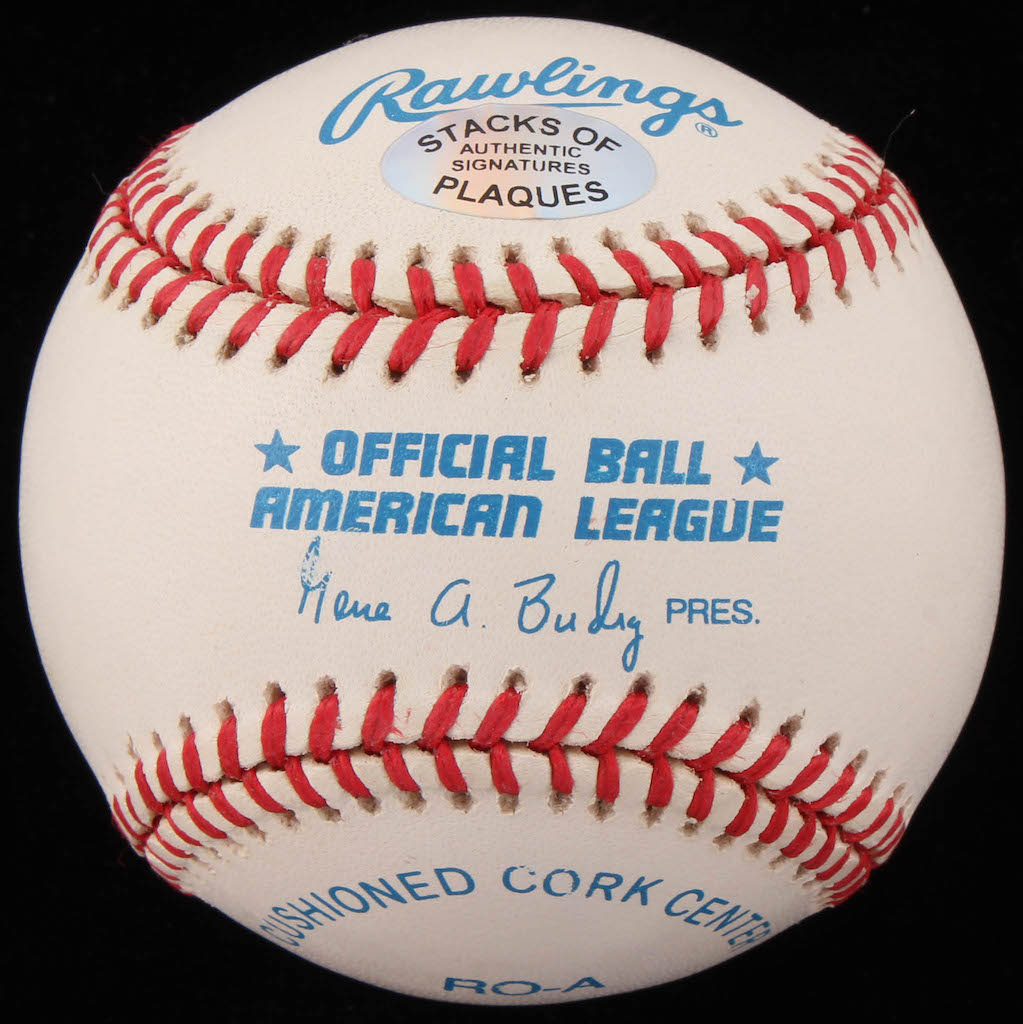 Rawlings®
STACKS OF
AUTHENTIC
SIGNATURES
PLAQUES
★ OFFICIAL BALL ★
AMERICAN LEAGUE
Gene A. Budig PRES.
CUSHIONED CORK CENTER
RO-A